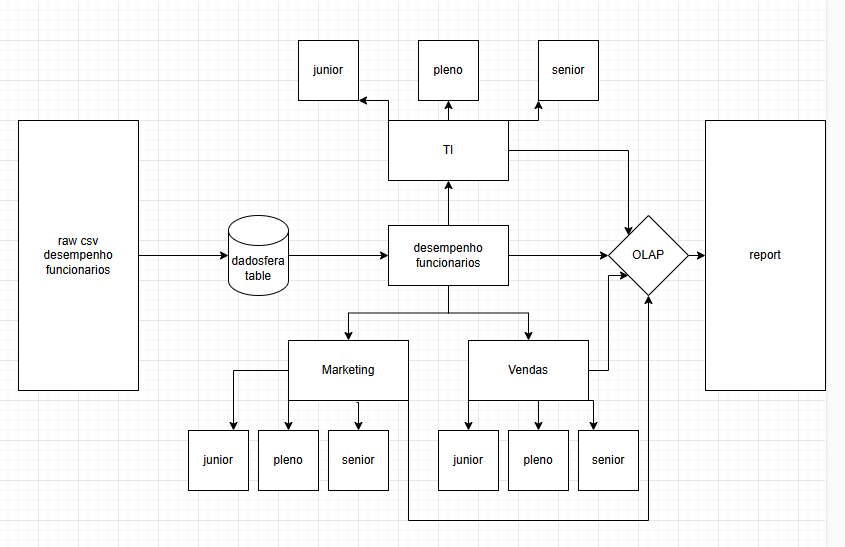 junior
pleno
senior
TI
raw csv
desempenho
funcionarios
dadosfera
table
desempenho
funcionarios
OLAP
report
Marketing
Vendas
junior
pleno
senior
junior
pleno
senior